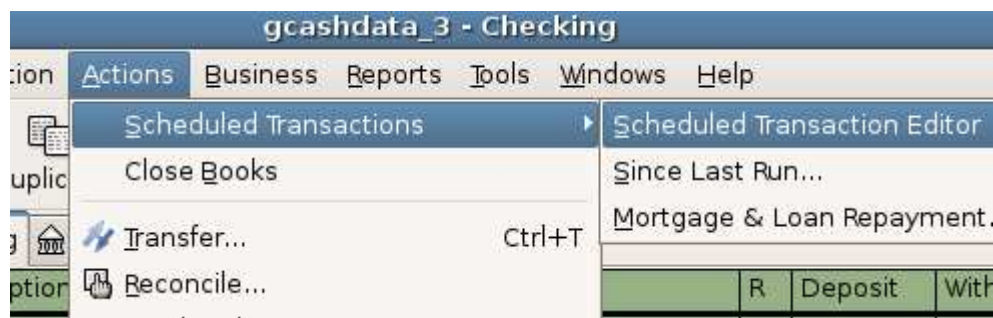 gcashdata_3 - Checking
tion Actions Business Reports Tools Windows Help
Scheduled Transactions Scheduled Transaction Editor
uplic Close Books Since Last Run...
Mortgage & Loan Repayment.
g Transfer... Ctrl+T
ption Reconcile... R Deposit With